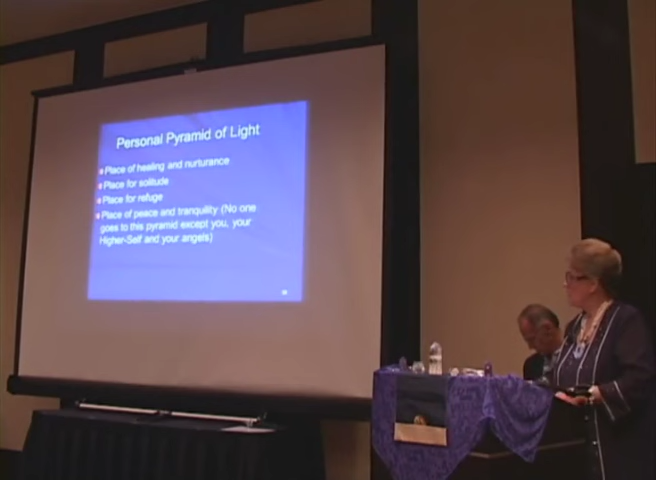 Personal Pyramid of Light
Place of healing and nurturance
Place for solitude
Place for refuge
Place of peace and tranquility (No one
goes to this pyramid except you, your
Higher-Self and your angels)